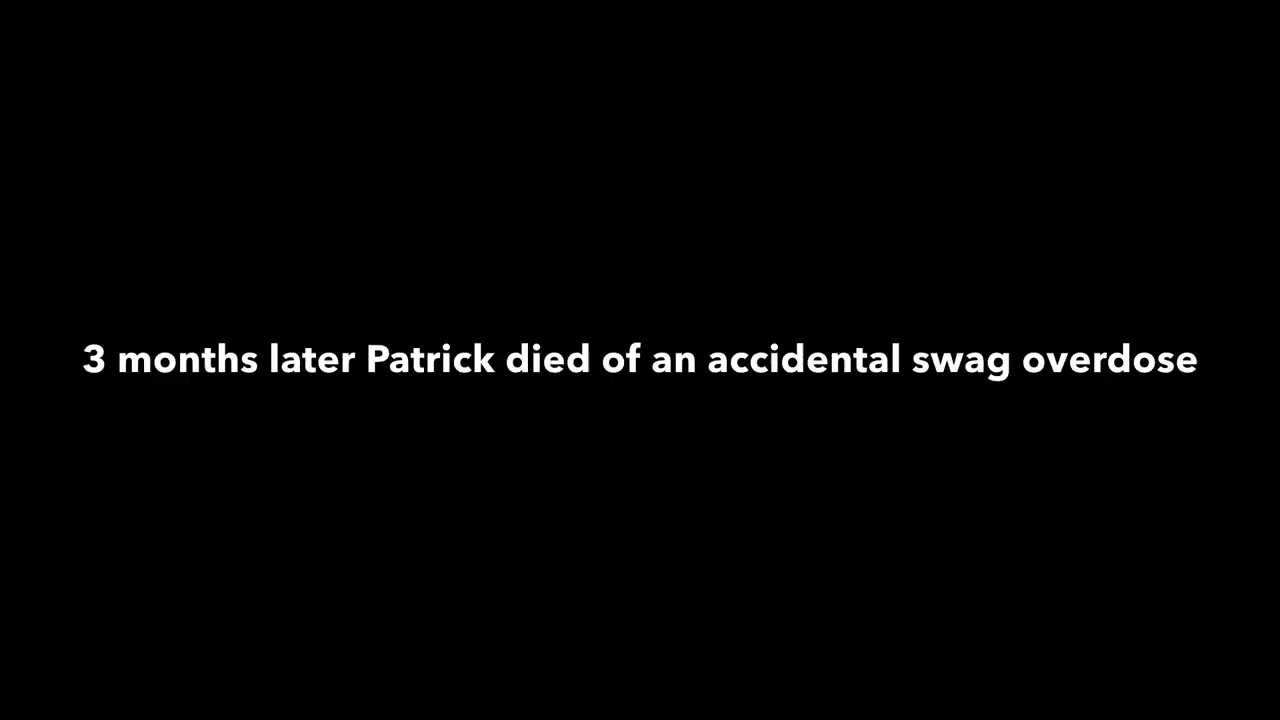 3 months later Patrick died of an accidental swag overdose